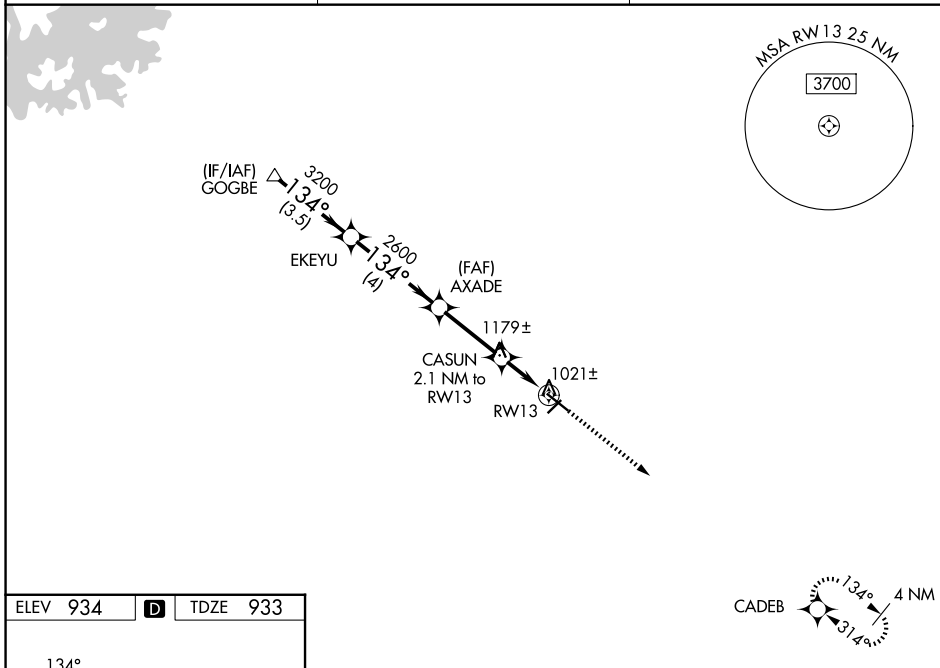 MSA RW13 25 NM
3700
(IF/IAF)
GOGBE
3200
134°
(3.5)
EKEYU
2600
134°
(4)
(FAF)
AXADE
1179±
CASUN
2.1 NM to
RW13
1021±
RW13
CADEB
134°
4 NM
314°
ELEV 934 D TDZE 933
134°